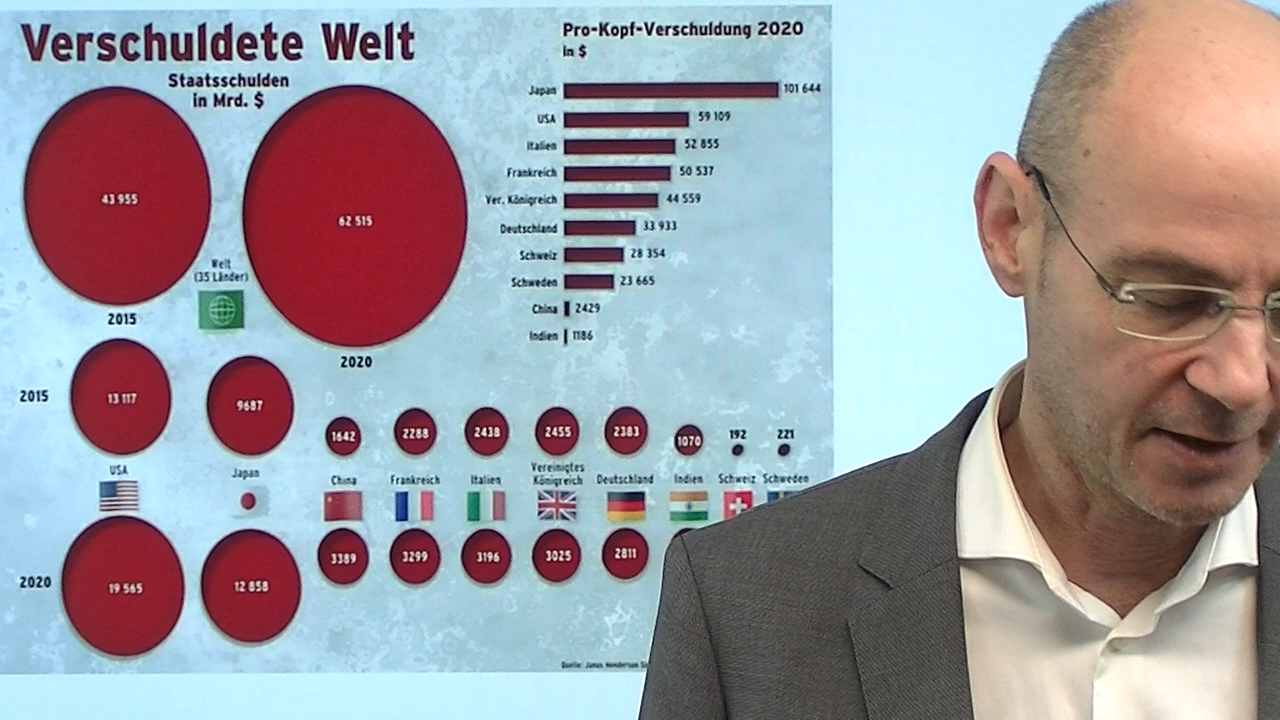 Verschuldete Welt
Staatsschulden
in Mrd. $
43 955
62 515
Welt
(35 Länder)
2015
2020
Pro-Kopf-Verschuldung 2020
in $
Japan 101 644
USA 59 109
Italien 52 855
Frankreich 50 537
Ver. Königreich 44 559
Deutschland 33 933
Schweiz 28 354
Schweden 23 665
China 2429
Indien 1186
2015
13 117
9687
1642
2288
2438
2455
2383
1070
192
221
USA
Japan
China
Frankreich
Italien
Vereinigtes
Königreich
Deutschland
Indien
Schweiz
Schweden
2020
19 565
12 858
3389
3299
3196
3025
2811
Quelle: Janus Henderson